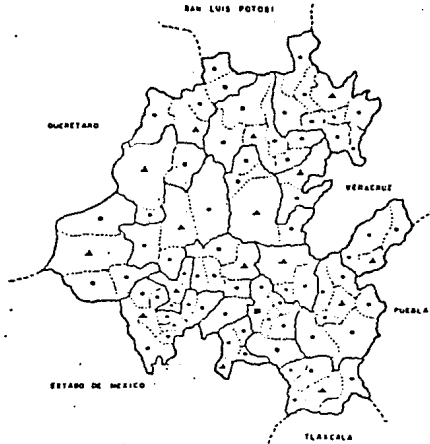 SAN LUIS POTOSI
QUERETARO
VERACRUZ
PUEBLA
ESTADO DE MEXICO
TLAXCALA